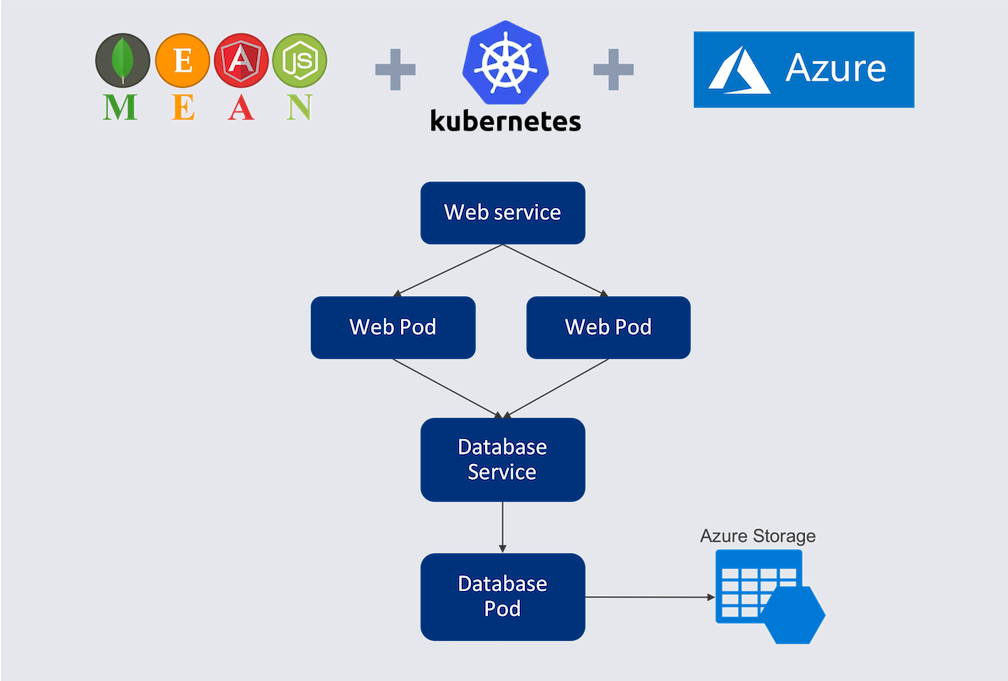 E A JS
M E A N
kubernetes
Azure
Web service
Web Pod
Web Pod
Database
Service
Azure Storage
Database
Pod